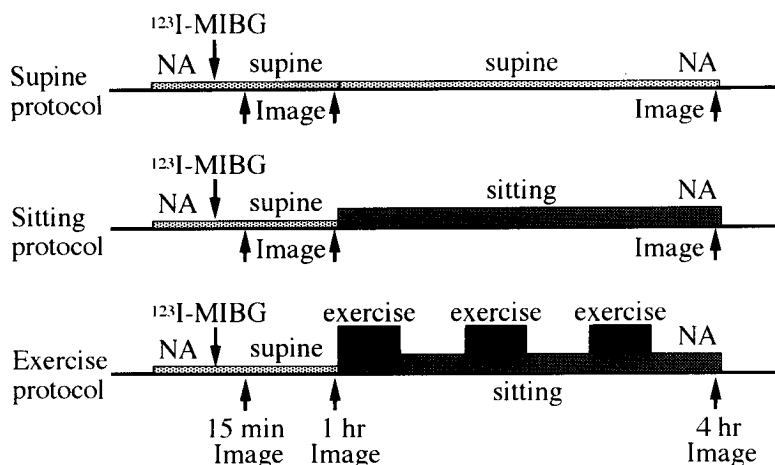 ¹²³I-MIBG
NA supine supine NA
Supine protocol
Image Image
¹²³I-MIBG
NA supine sitting NA
Sitting protocol
Image Image
¹²³I-MIBG
exercise exercise exercise
NA supine NA
Exercise protocol
sitting
15 min Image
1 hr Image
4 hr Image